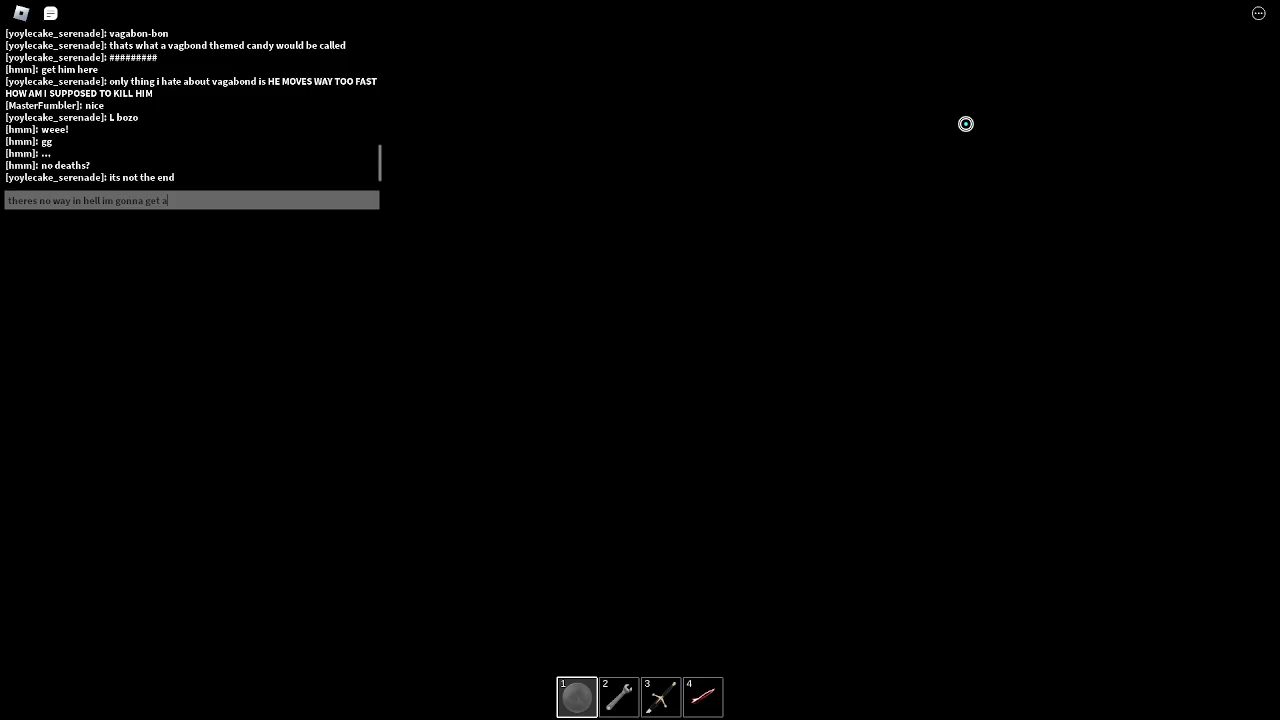 [yoylecake_serenade]: vagabon-bon
[yoylecake_serenade]: thats what a vagbond themed candy would be called
[yoylecake_serenade]: #########
[hmm]: get him here
[yoylecake_serenade]: only thing i hate about vagabond is HE MOVES WAY TOO FAST
HOW AM I SUPPOSED TO KILL HIM
[MasterFumbler]: nice
[yoylecake_serenade]: L bozo
[hmm]: weee!
[hmm]: gg
[hmm]: ...
[hmm]: no deaths?
[yoylecake_serenade]: its not the end
theres no way in hell im gonna get a
1 2 3 4